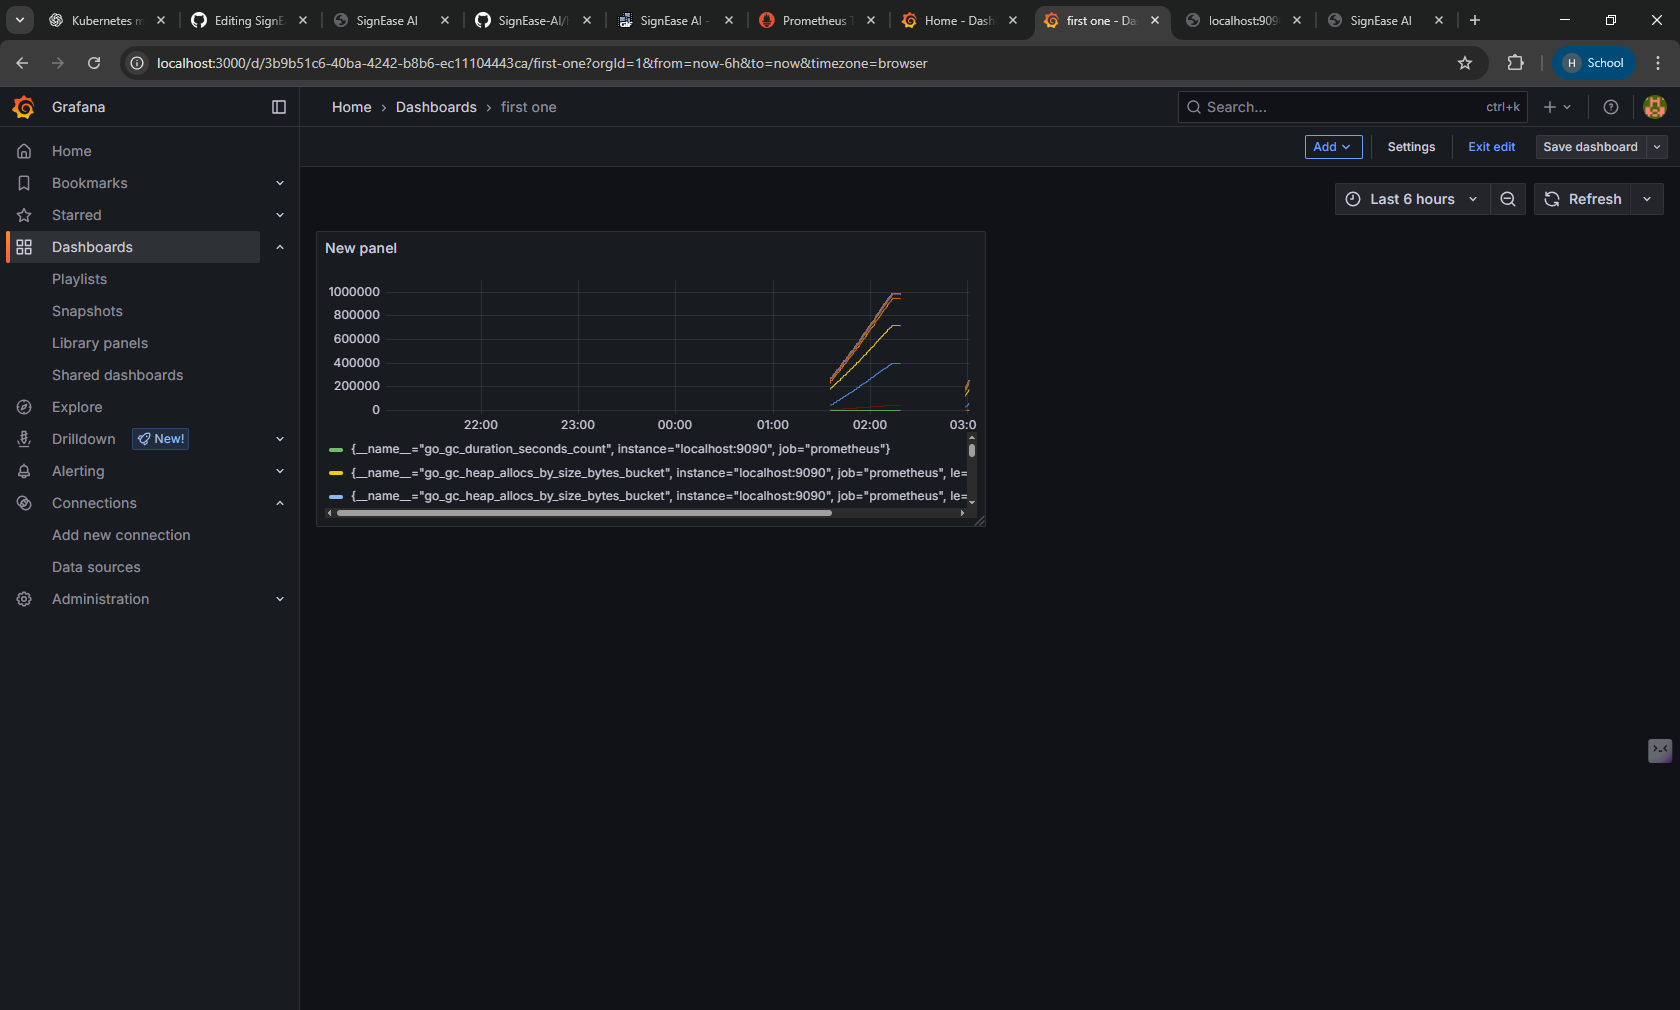 Kubernetes m
Editing SignE
SignEase AI
SignEase-AI/
SignEase AI -
Prometheus
Home - Dash
first one - Da
localhost:909
SignEase AI
localhost:3000/d/3b9b51c6-40ba-4242-b8b6-ec11104443ca/first-one?orgId=1&from=now-6h&to=now&timezone=browser
H School
Grafana
Home › Dashboards › first one
Search... ctrl+k
Add Settings Exit edit Save dashboard
Last 6 hours Refresh
Home
Bookmarks
Starred
Dashboards
Playlists
Snapshots
Library panels
Shared dashboards
Explore
Drilldown New!
Alerting
Connections
Add new connection
Data sources
Administration
New panel
1000000
800000
600000
400000
200000
0
22:00 23:00 00:00 01:00 02:00 03:0
{__name__="go_gc_duration_seconds_count", instance="localhost:9090", job="prometheus"}
{__name__="go_gc_heap_allocs_by_size_bytes_bucket", instance="localhost:9090", job="prometheus", le=
{__name__="go_gc_heap_allocs_by_size_bytes_bucket", instance="localhost:9090", job="prometheus", le=